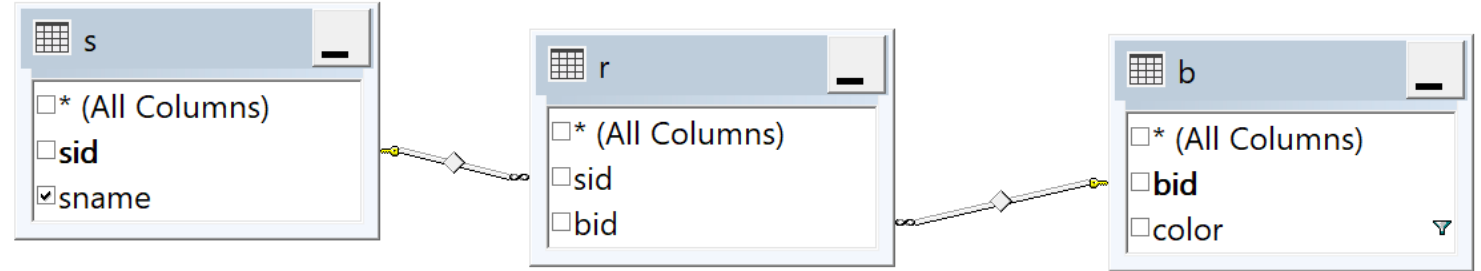 s
* (All Columns)
sid
sname
r
* (All Columns)
sid
bid
b
* (All Columns)
bid
color